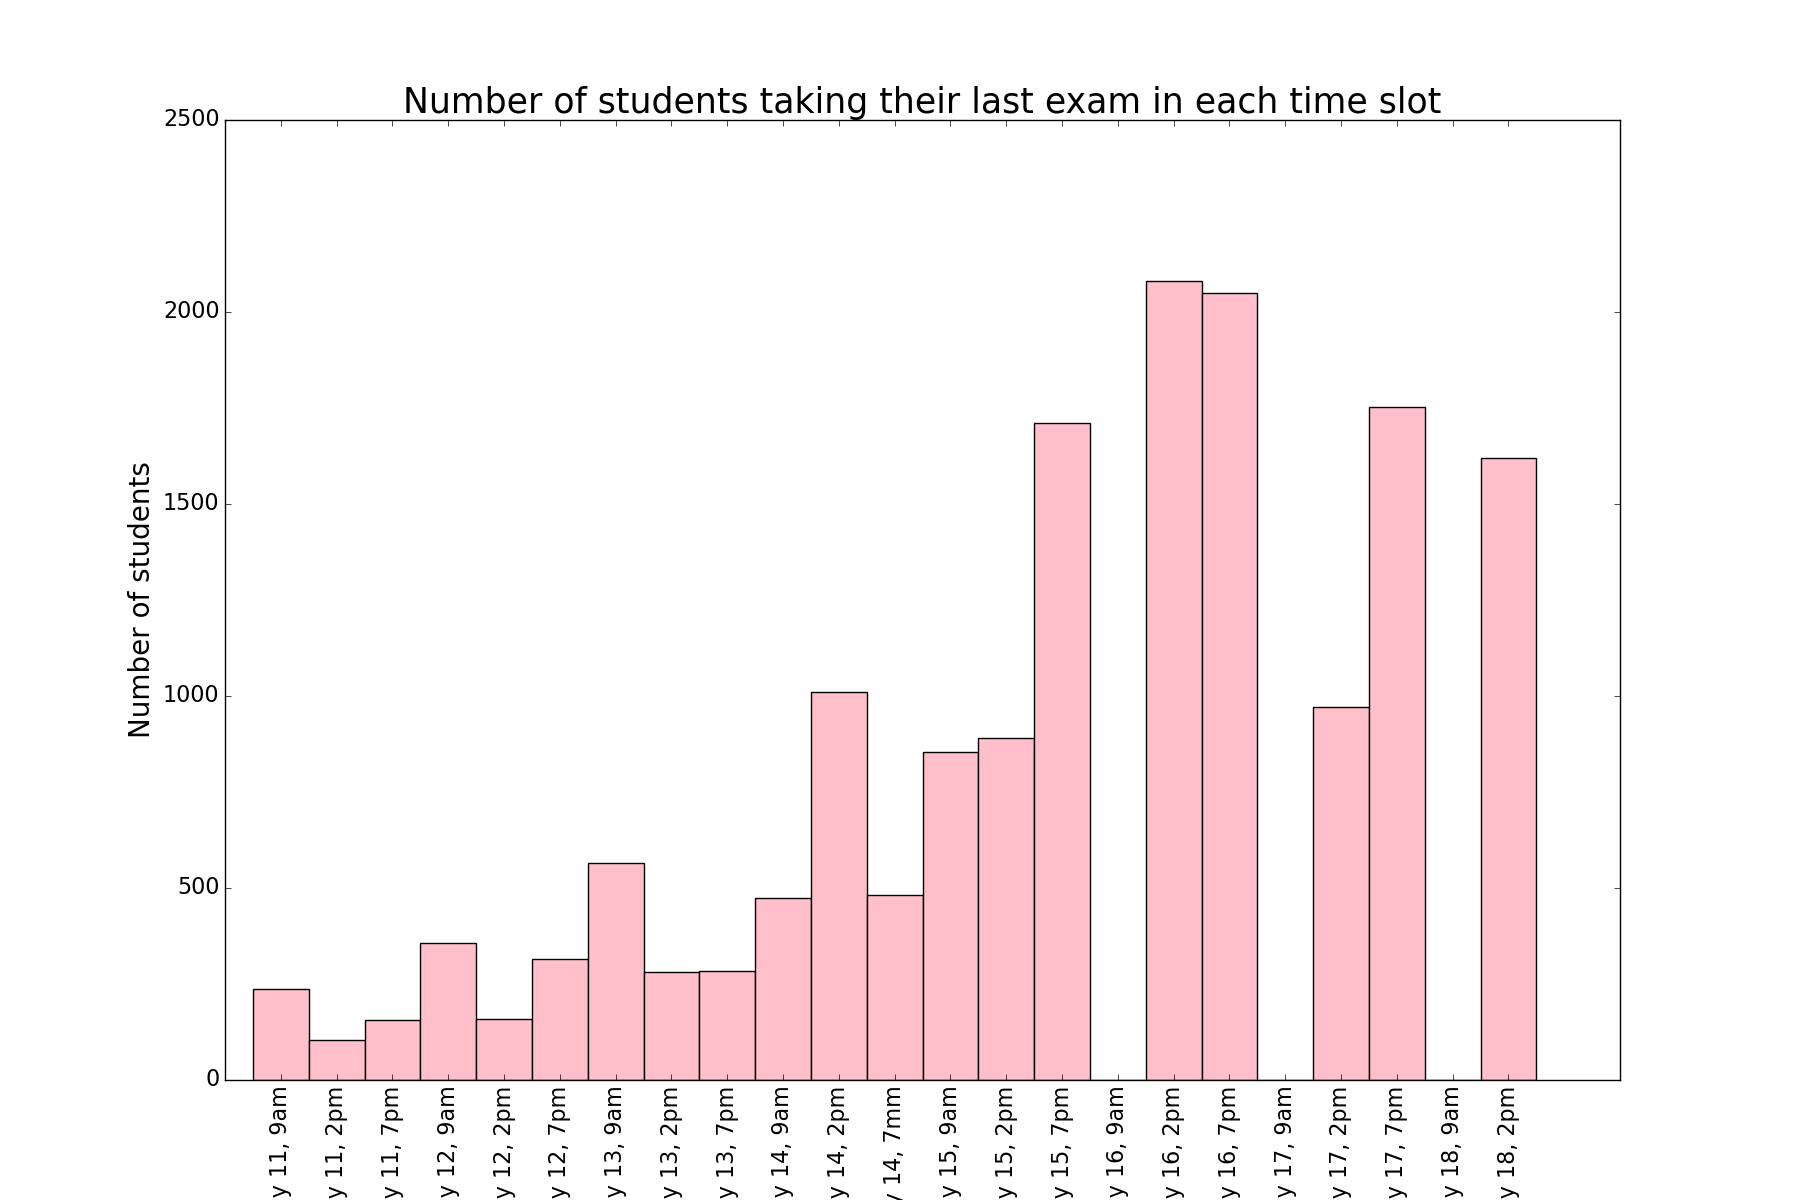 Number of students taking their last exam in each time slot
2500
2000
1500
1000
500
0
Number of students
y 11, 9am
y 11, 2pm
y 11, 7pm
y 12, 9am
y 12, 2pm
y 12, 7pm
y 13, 9am
y 13, 2pm
y 13, 7pm
y 14, 9am
y 14, 2pm
y 14, 7mm
y 15, 9am
y 15, 2pm
y 15, 7pm
y 16, 9am
y 16, 2pm
y 16, 7pm
y 17, 9am
y 17, 2pm
y 17, 7pm
y 18, 9am
y 18, 2pm